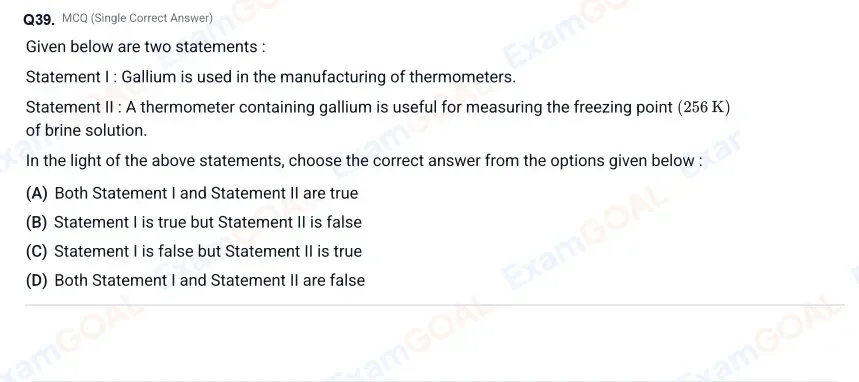 Q39. MCQ (Single Correct Answer)
Given below are two statements :
Statement I : Gallium is used in the manufacturing of thermometers.
Statement II : A thermometer containing gallium is useful for measuring the freezing point (256 K)
of brine solution.
In the light of the above statements, choose the correct answer from the options given below :
(A) Both Statement I and Statement II are true
(B) Statement I is true but Statement II is false
(C) Statement I is false but Statement II is true
(D) Both Statement I and Statement II are false
ExamGOAL